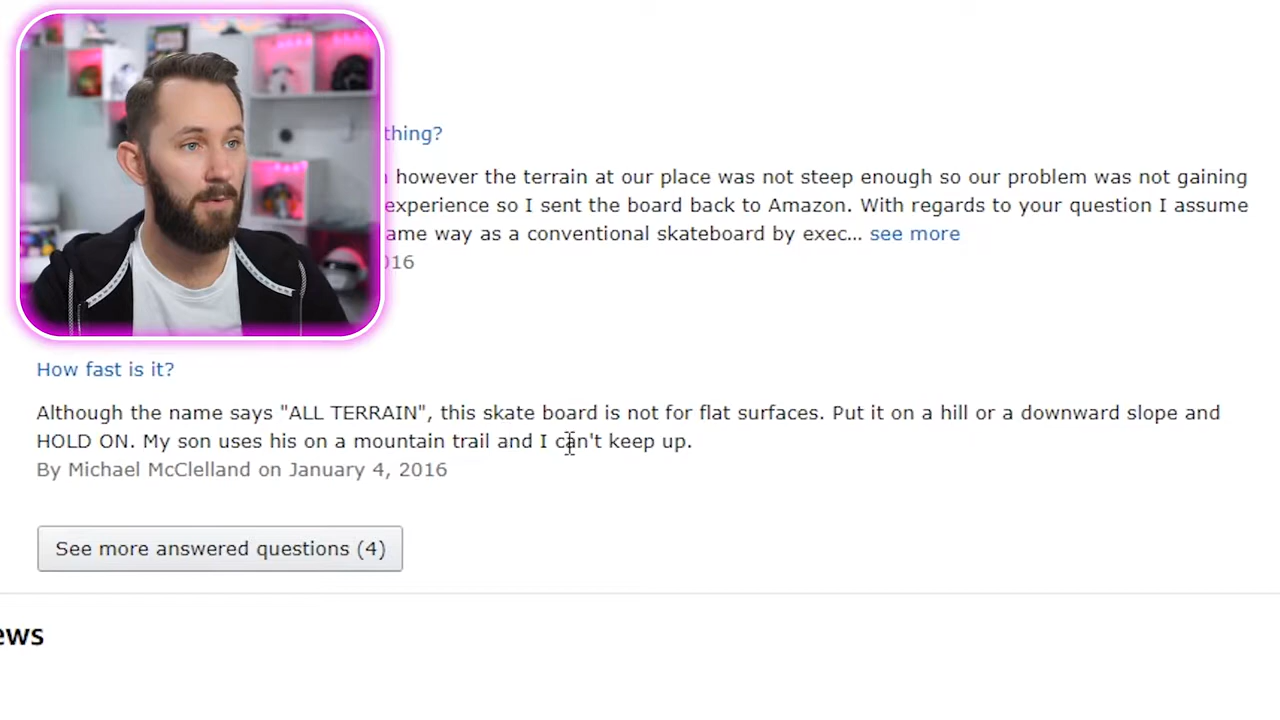 thing?
however the terrain at our place was not steep enough so our problem was not gaining
experience so I sent the board back to Amazon. With regards to your question I assume
ame way as a conventional skateboard by exec... see more
016
How fast is it?
Although the name says "ALL TERRAIN", this skate board is not for flat surfaces. Put it on a hill or a downward slope and
HOLD ON. My son uses his on a mountain trail and I can't keep up.
By Michael McClelland on January 4, 2016
See more answered questions (4)
ews